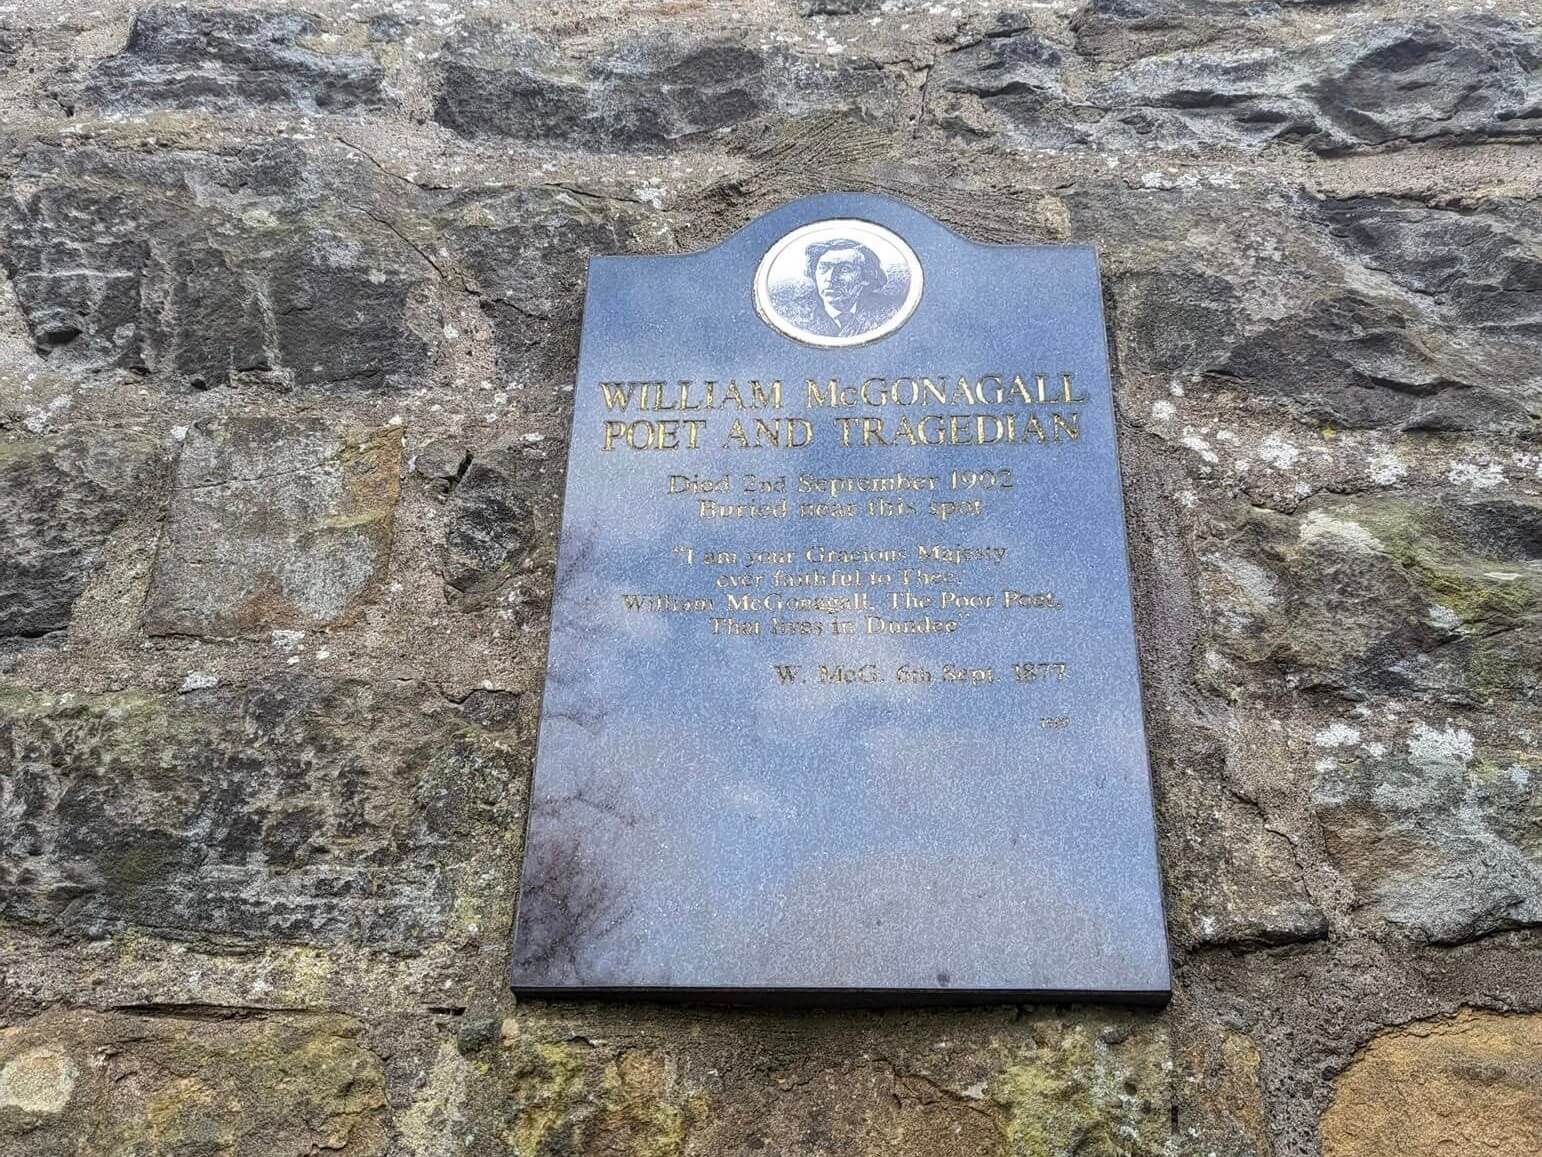 WILLIAM McGONAGALL
POET AND TRAGEDIAN
Died 2nd September 1902
Buried near this spot
"I am your Gracious Majesty
ever faithful to Thee,
William McGonagall, The Poor Poet,
That lives in Dundee"
W. McG. 6th Sept. 1877